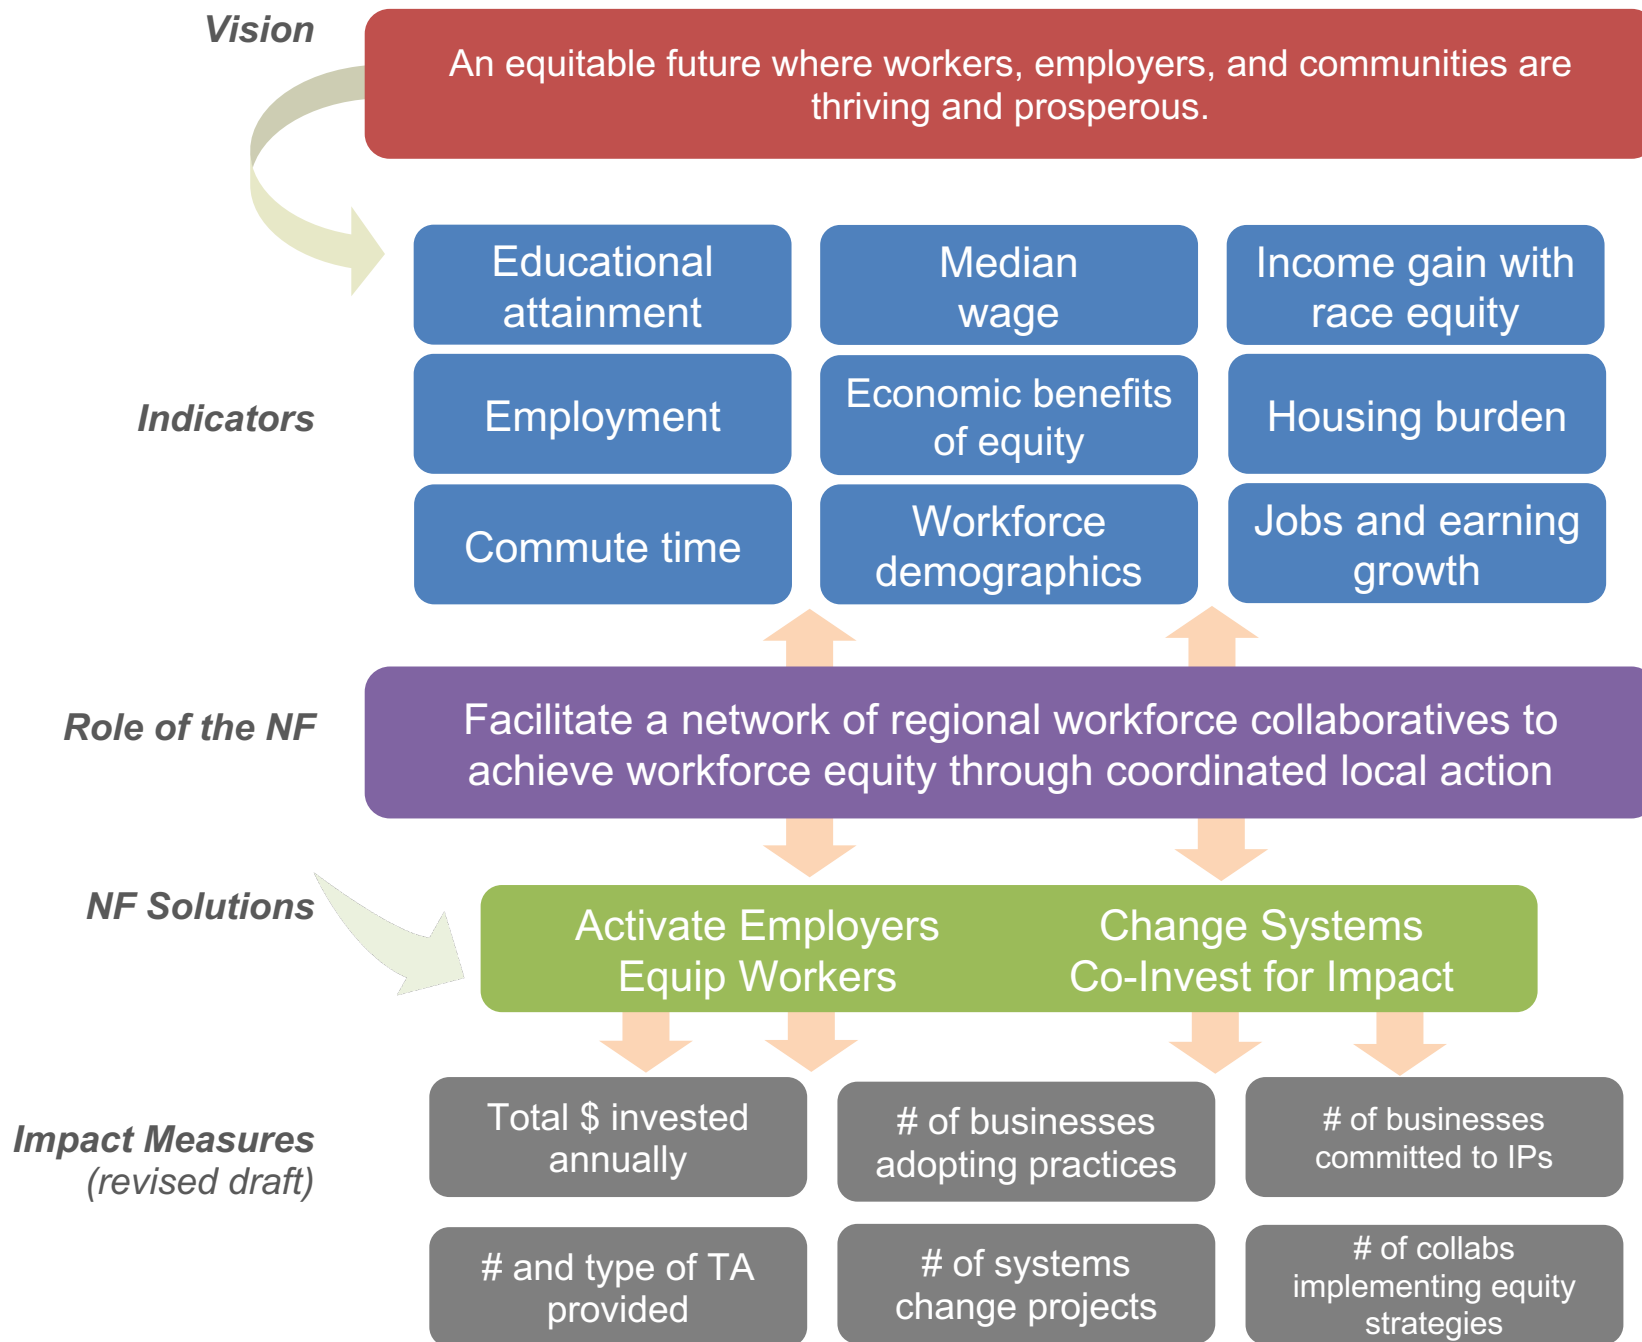 Vision
An equitable future where workers, employers, and communities are
thriving and prosperous.
Educational
attainment
Median
wage
Income gain with
race equity
Indicators
Employment
Economic benefits
of equity
Housing burden
Commute time
Workforce
demographics
Jobs and earning
growth
Role of the NF
Facilitate a network of regional workforce collaboratives to
achieve workforce equity through coordinated local action
NF Solutions
Activate Employers
Equip Workers
Change Systems
Co-Invest for Impact
Impact Measures
(revised draft)
Total $ invested
annually
# of businesses
adopting practices
# of businesses
committed to IPs
# and type of TA
provided
# of systems
change projects
# of collabs
implementing equity
strategies